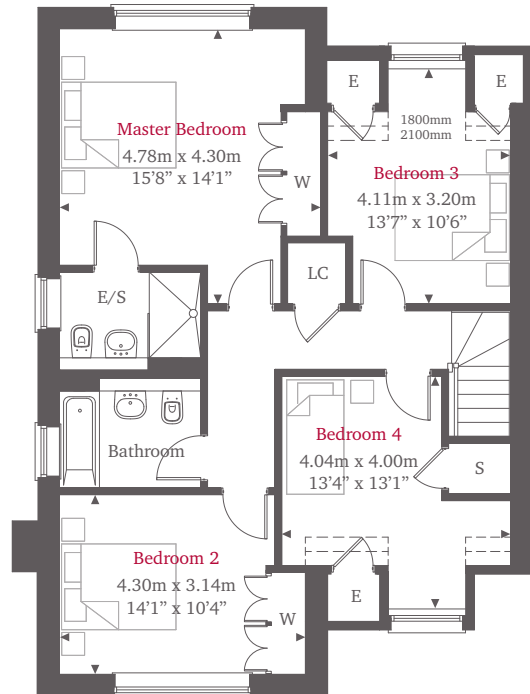 E
E
1800mm
2100mm
Master Bedroom
4.78m x 4.30m
15’8” x 14’1”
W
Bedroom 3
4.11m x 3.20m
13’7” x 10’6”
E/S
LC
Bathroom
Bedroom 4
4.04m x 4.00m
13’4” x 13’1”
S
Bedroom 2
4.30m x 3.14m
14’1” x 10’4”
W
E